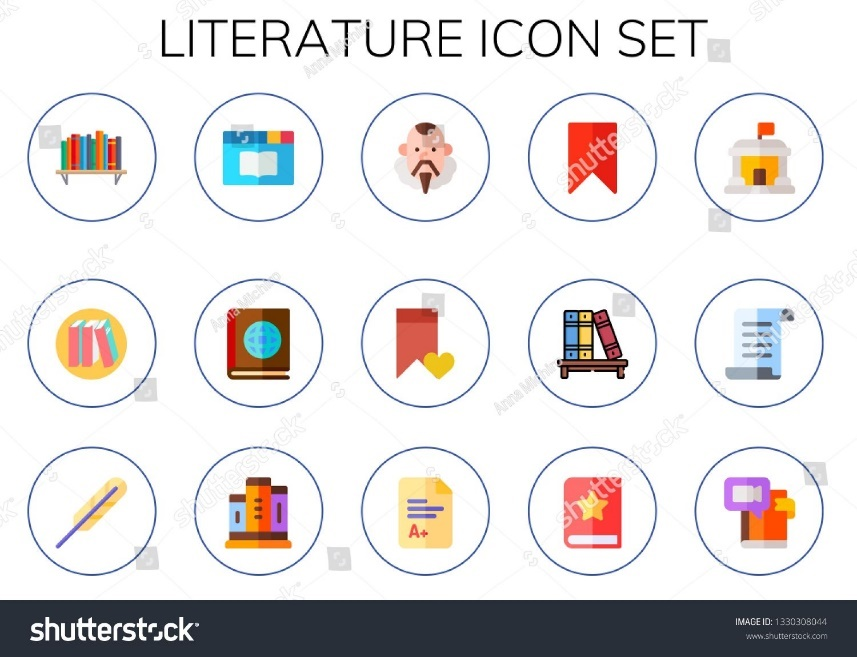 LITERATURE ICON SET
A+
shutterstock
IMAGE ID: 1330308044
www.shutterstock.com